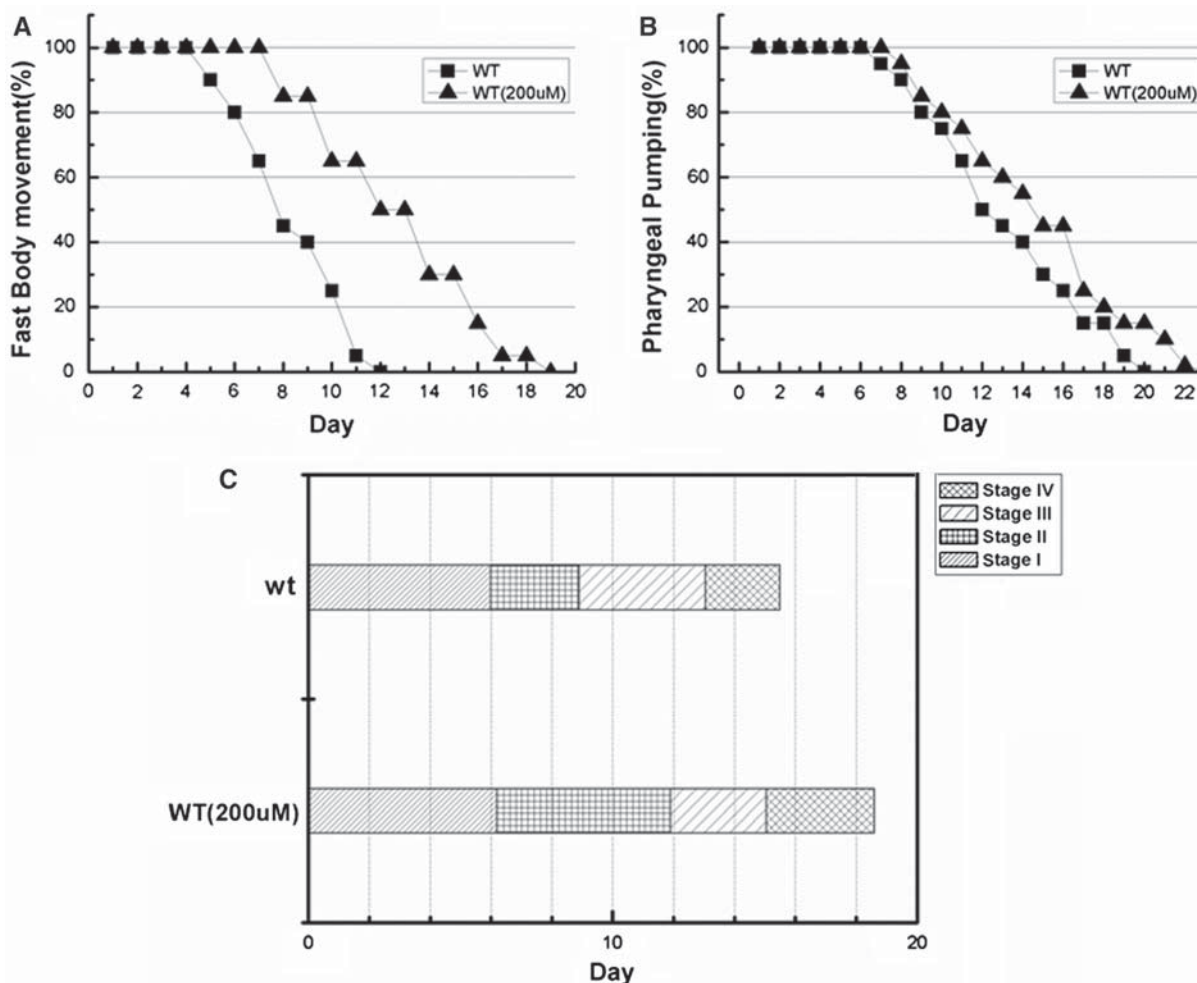 A
Fast Body movement(%)
100
80
60
40
20
0
0 2 4 6 8 10 12 14 16 18 20
Day
WT
WT(200uM)
B
Pharyngeal Pumping(%)
100
80
60
40
20
0
0 2 4 6 8 10 12 14 16 18 20 22
Day
WT
WT(200uM)
C
wt
WT(200uM)
0 10 20
Day
Stage IV
Stage III
Stage II
Stage I